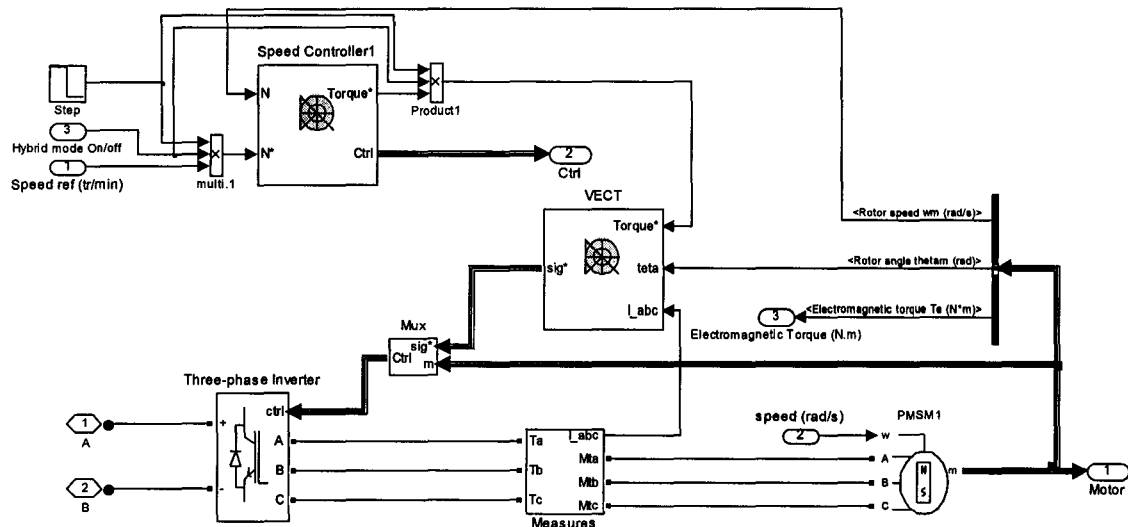 Speed Controller1
N
Torque*
N*
Ctrl
Step
3
Hybrid mode On/off
1
Speed ref (tr/min)
×
multi.1
×
Product1
2
Ctrl
VECT
Torque*
sig*
teta
I_abc
<Rotor speed wm (rad/s)>
<Rotor angle thetam (rad)>
<Electromagnetic torque Te (N*m)>
3
Electromagnetic Torque (N.m)
Mux
sig*
Ctrl
m
Three-phase Inverter
ctrl
+
A
B
-
C
1
A
2
B
I_abc
Ta
Mta
Tb
Mtb
Tc
Mtc
Measures
speed (rad/s)
2
PMSM1
w
A
B
C
N
S
m
1
Motor